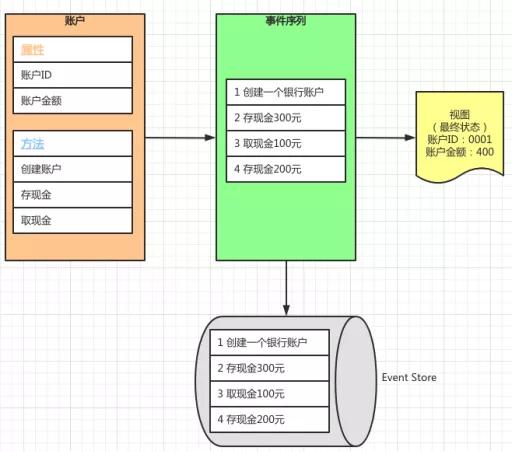 账户
属性
账户ID
账户金额
方法
创建账户
存现金
取现金
事件序列
1 创建一个银行账户
2 存现金300元
3 取现金100元
4 存现金200元
视图
（最终状态）
账户ID：0001
账户金额：400
1 创建一个银行账户
2 存现金300元
3 取现金100元
4 存现金200元
Event Store